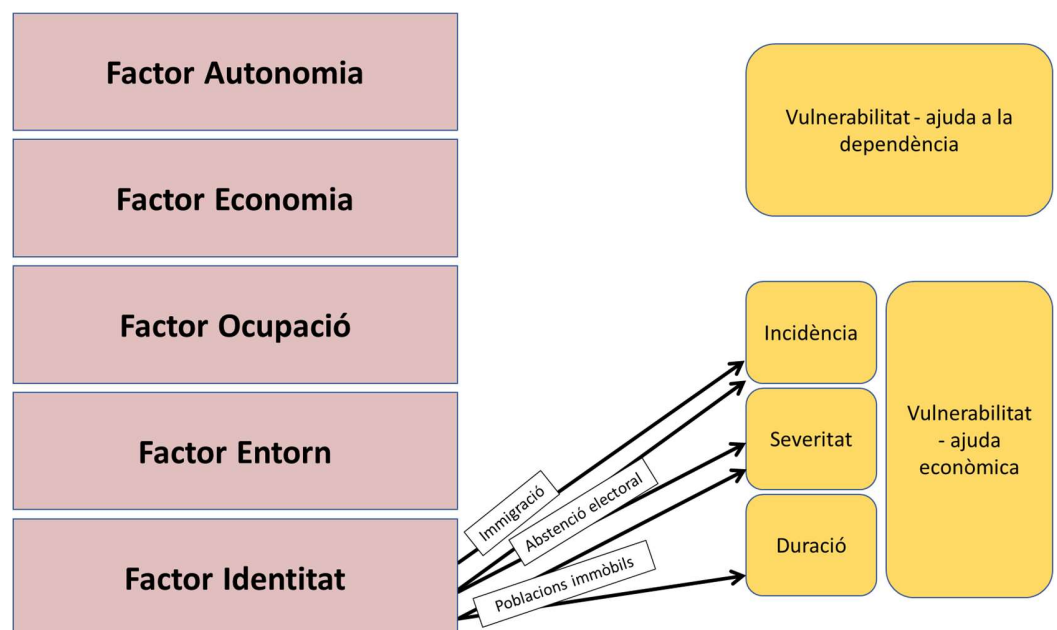 Factor Autonomia
Factor Economia
Factor Ocupació
Factor Entorn
Factor Identitat
Immigració
Abstenció electoral
Poblacions immòbils
Vulnerabilitat - ajuda a la
dependència
Incidència
Severitat
Duració
Vulnerabilitat
- ajuda
econòmica